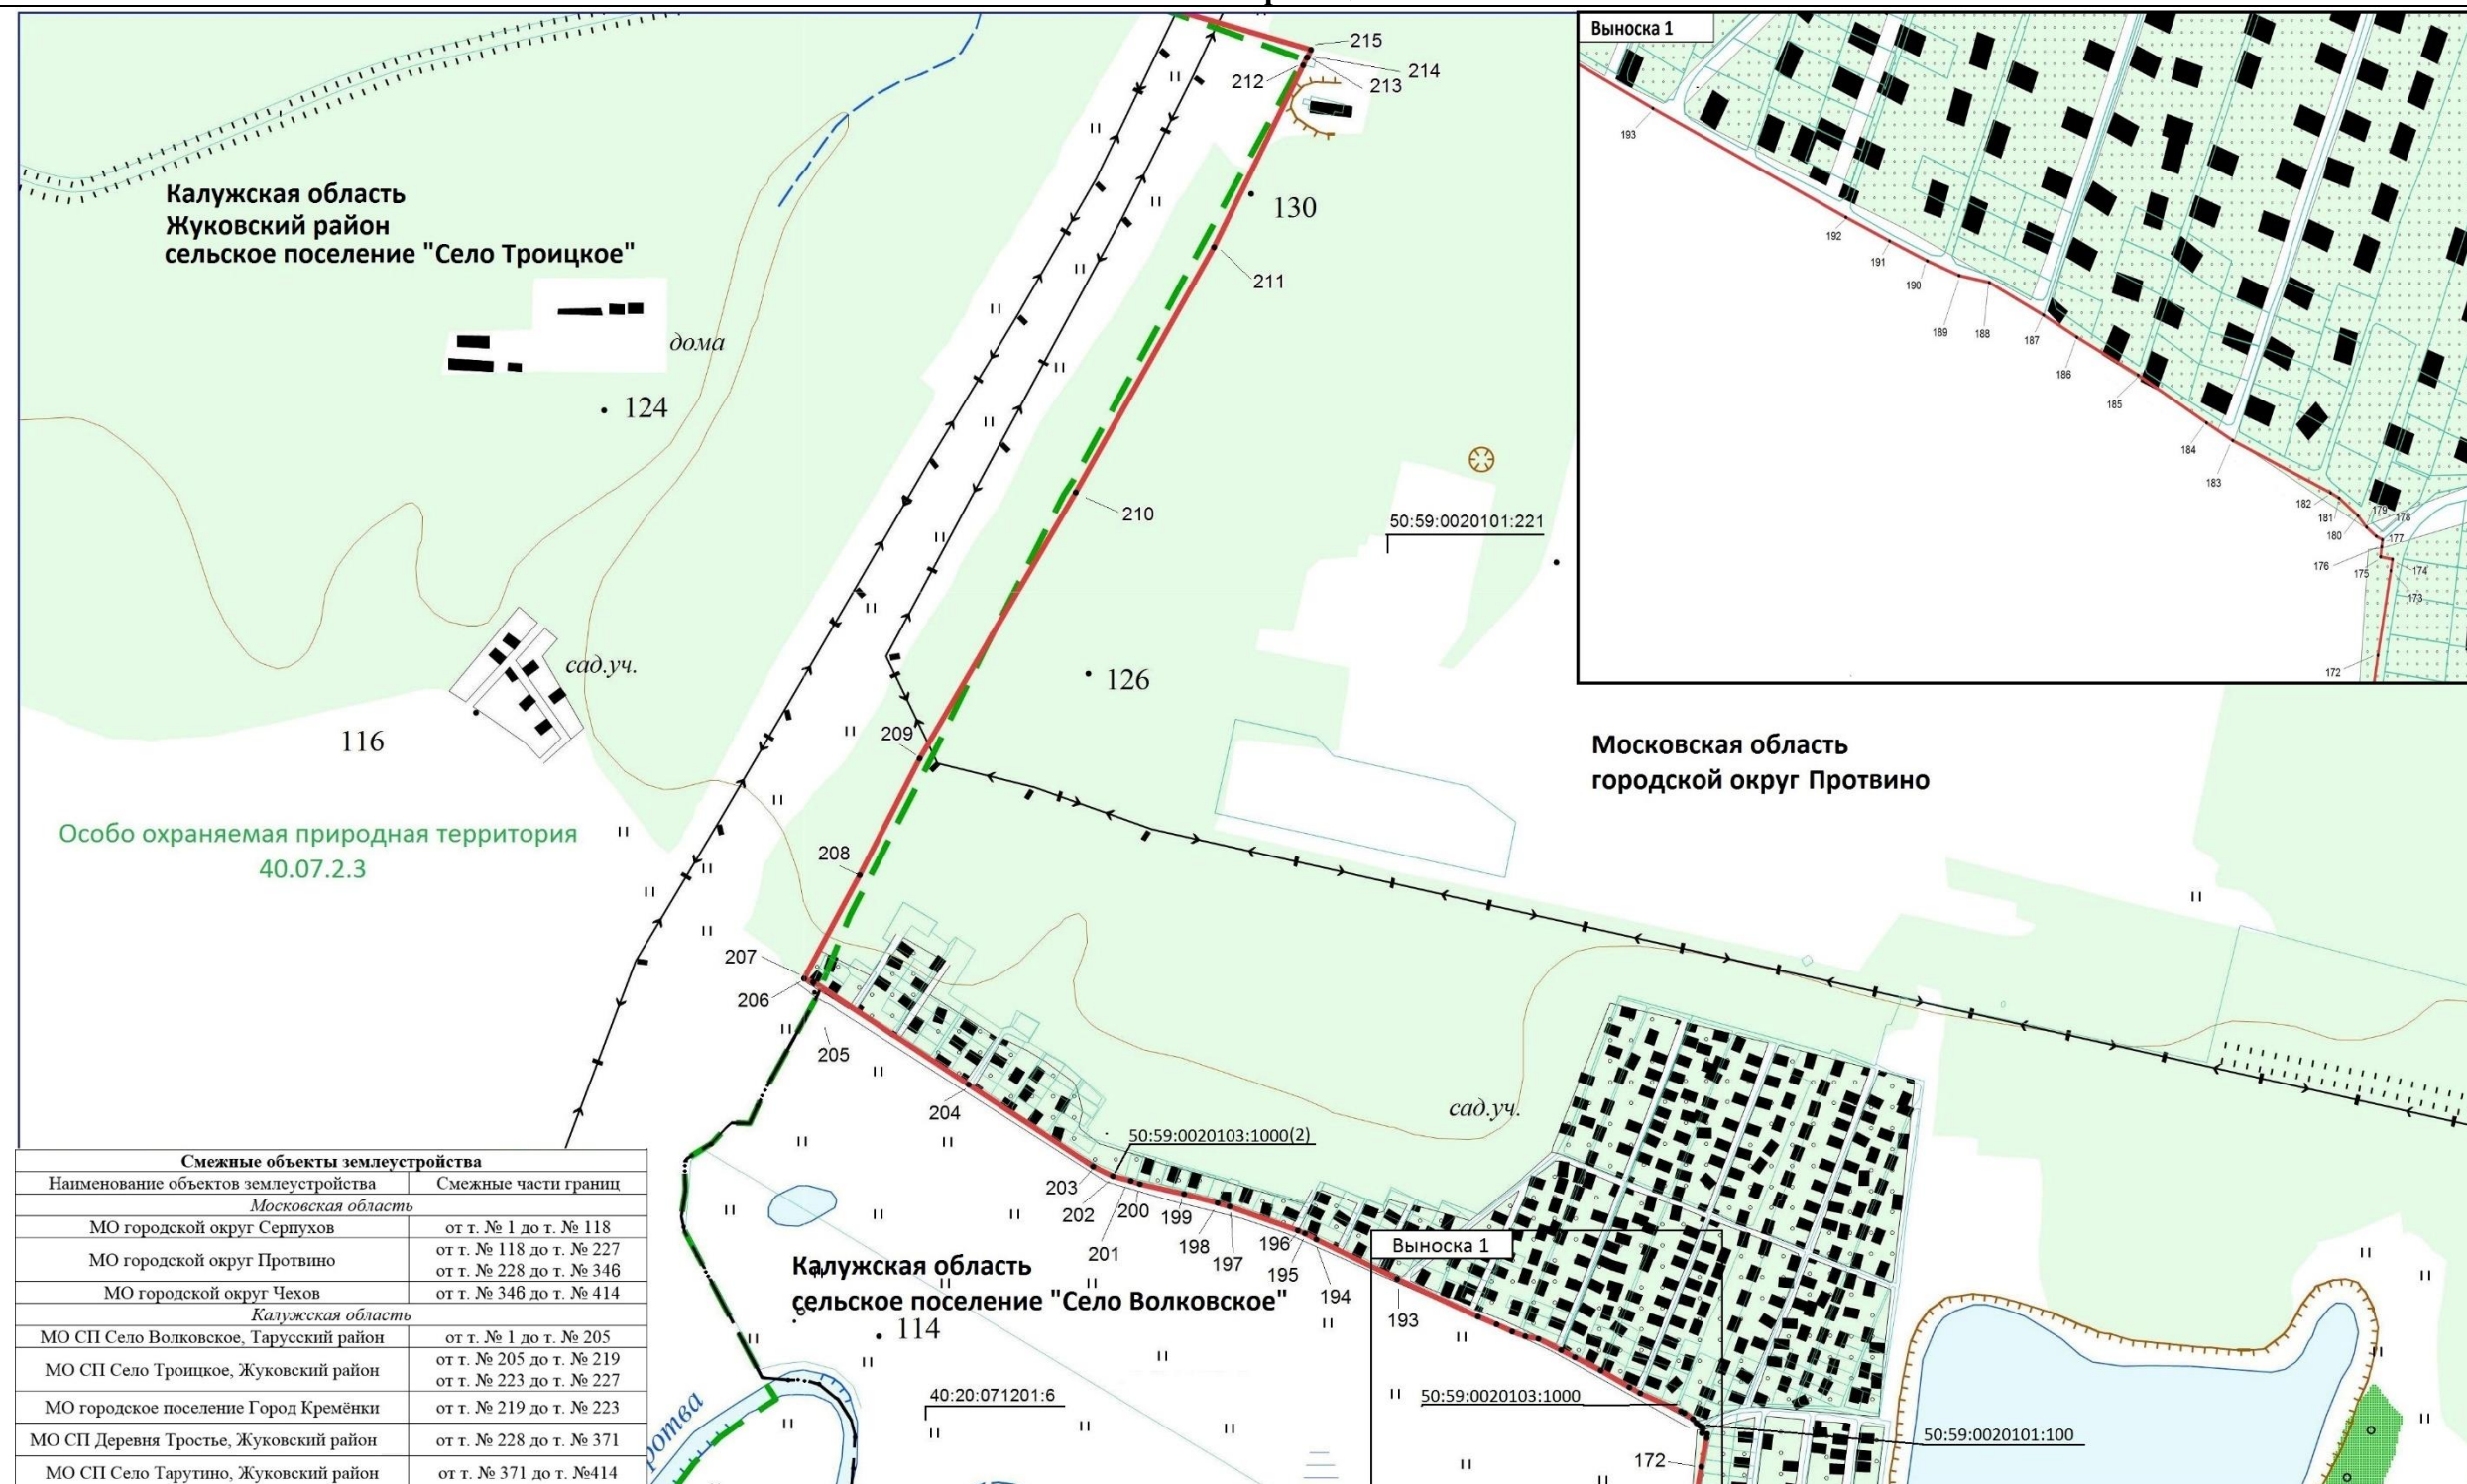 Выноска 1
215
214
212
213
193
Калужская область
Жуковский район
сельское поселение "Село Троицкое"
130
192
191
190
211
189
188
187
дома
186
124
185
184
183
210
182
181
179
178
180
177
50:59:0020101:221
176
175
174
173
сад.уч.
126
172
116
209
Московская область
городской округ Протвино
Особо охраняемая природная территория
40.07.2.3
208
207
206
205
204
сад.уч.
50:59:0020103:1000(2)
203
202
200
199
201
198
197
196
195
194
193
Выноска 1
Калужская область
сельское поселение "Село Волковское"
114
40:20:071201:6
50:59:0020103:1000
50:59:0020101:100
172
ротва
Смежные объекты землеустройства
Наименование объектов землеустройства Смежные части границ
Московская область
МО городской округ Серпухов от т. № 1 до т. № 118
МО городской округ Протвино от т. № 118 до т. № 227
от т. № 228 до т. № 346
МО городской округ Чехов от т. № 346 до т. № 414
Калужская область
МО СП Село Волковское, Тарусский район от т. № 1 до т. № 205
МО СП Село Троицкое, Жуковский район от т. № 205 до т. № 219
от т. № 223 до т. № 227
МО городское поселение Город Кремёнки от т. № 219 до т. № 223
МО СП Деревня Тростье, Жуковский район от т. № 228 до т. № 371
МО СП Село Тарутино, Жуковский район от т. № 371 до т. №414